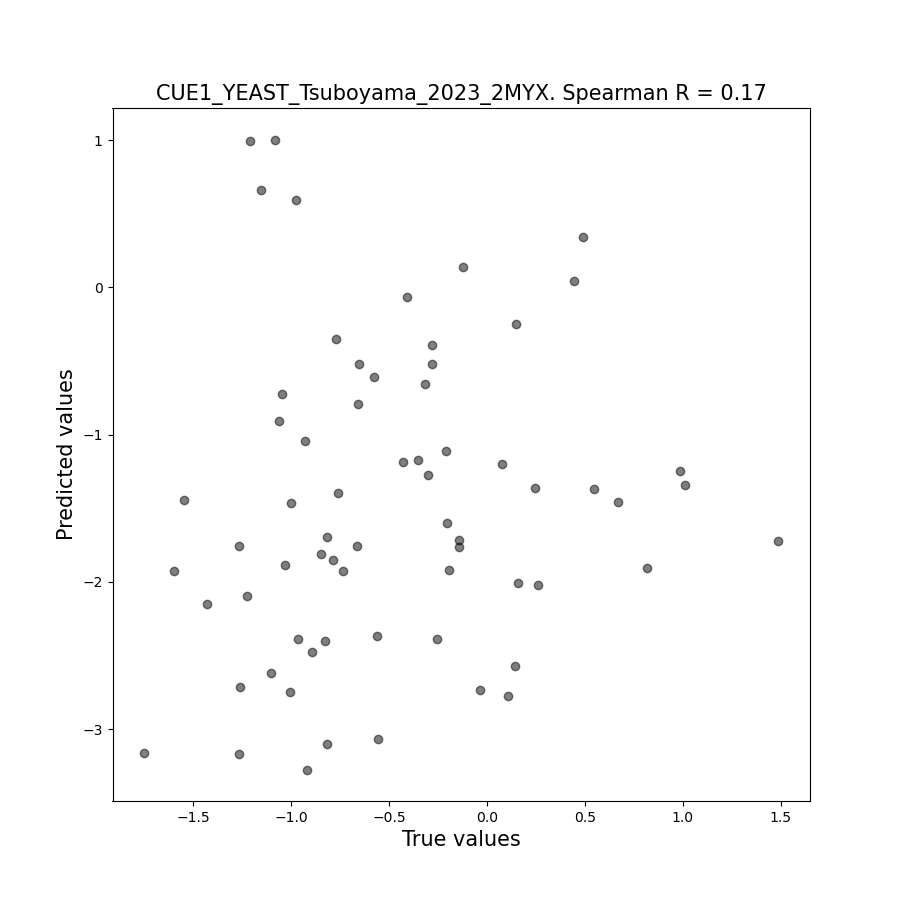 CUE1_YEAST_Tsuboyama_2023_2MYX. Spearman R = 0.17
1
0
−1
−2
−3
Predicted values
−1.5 −1.0 −0.5 0.0 0.5 1.0 1.5
True values